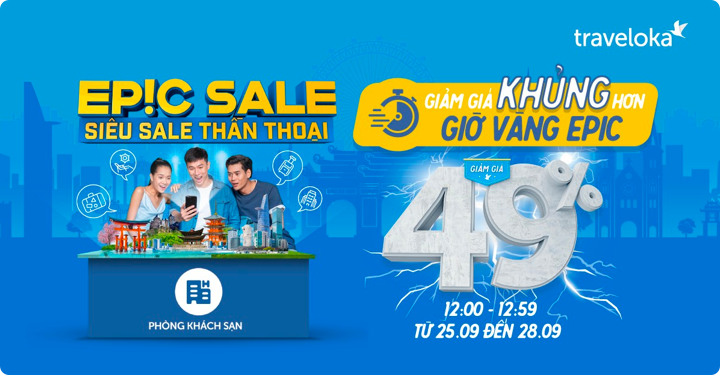 traveloka
EP!C SALE
SIÊU SALE THẦN THOẠI
GIẢM GIÁ KHỦNG HƠN
GIỜ VÀNG EPIC
GIẢM GIÁ
49%
12:00 - 12:59
TỪ 25.09 ĐẾN 28.09
H
PHÒNG KHÁCH SẠN